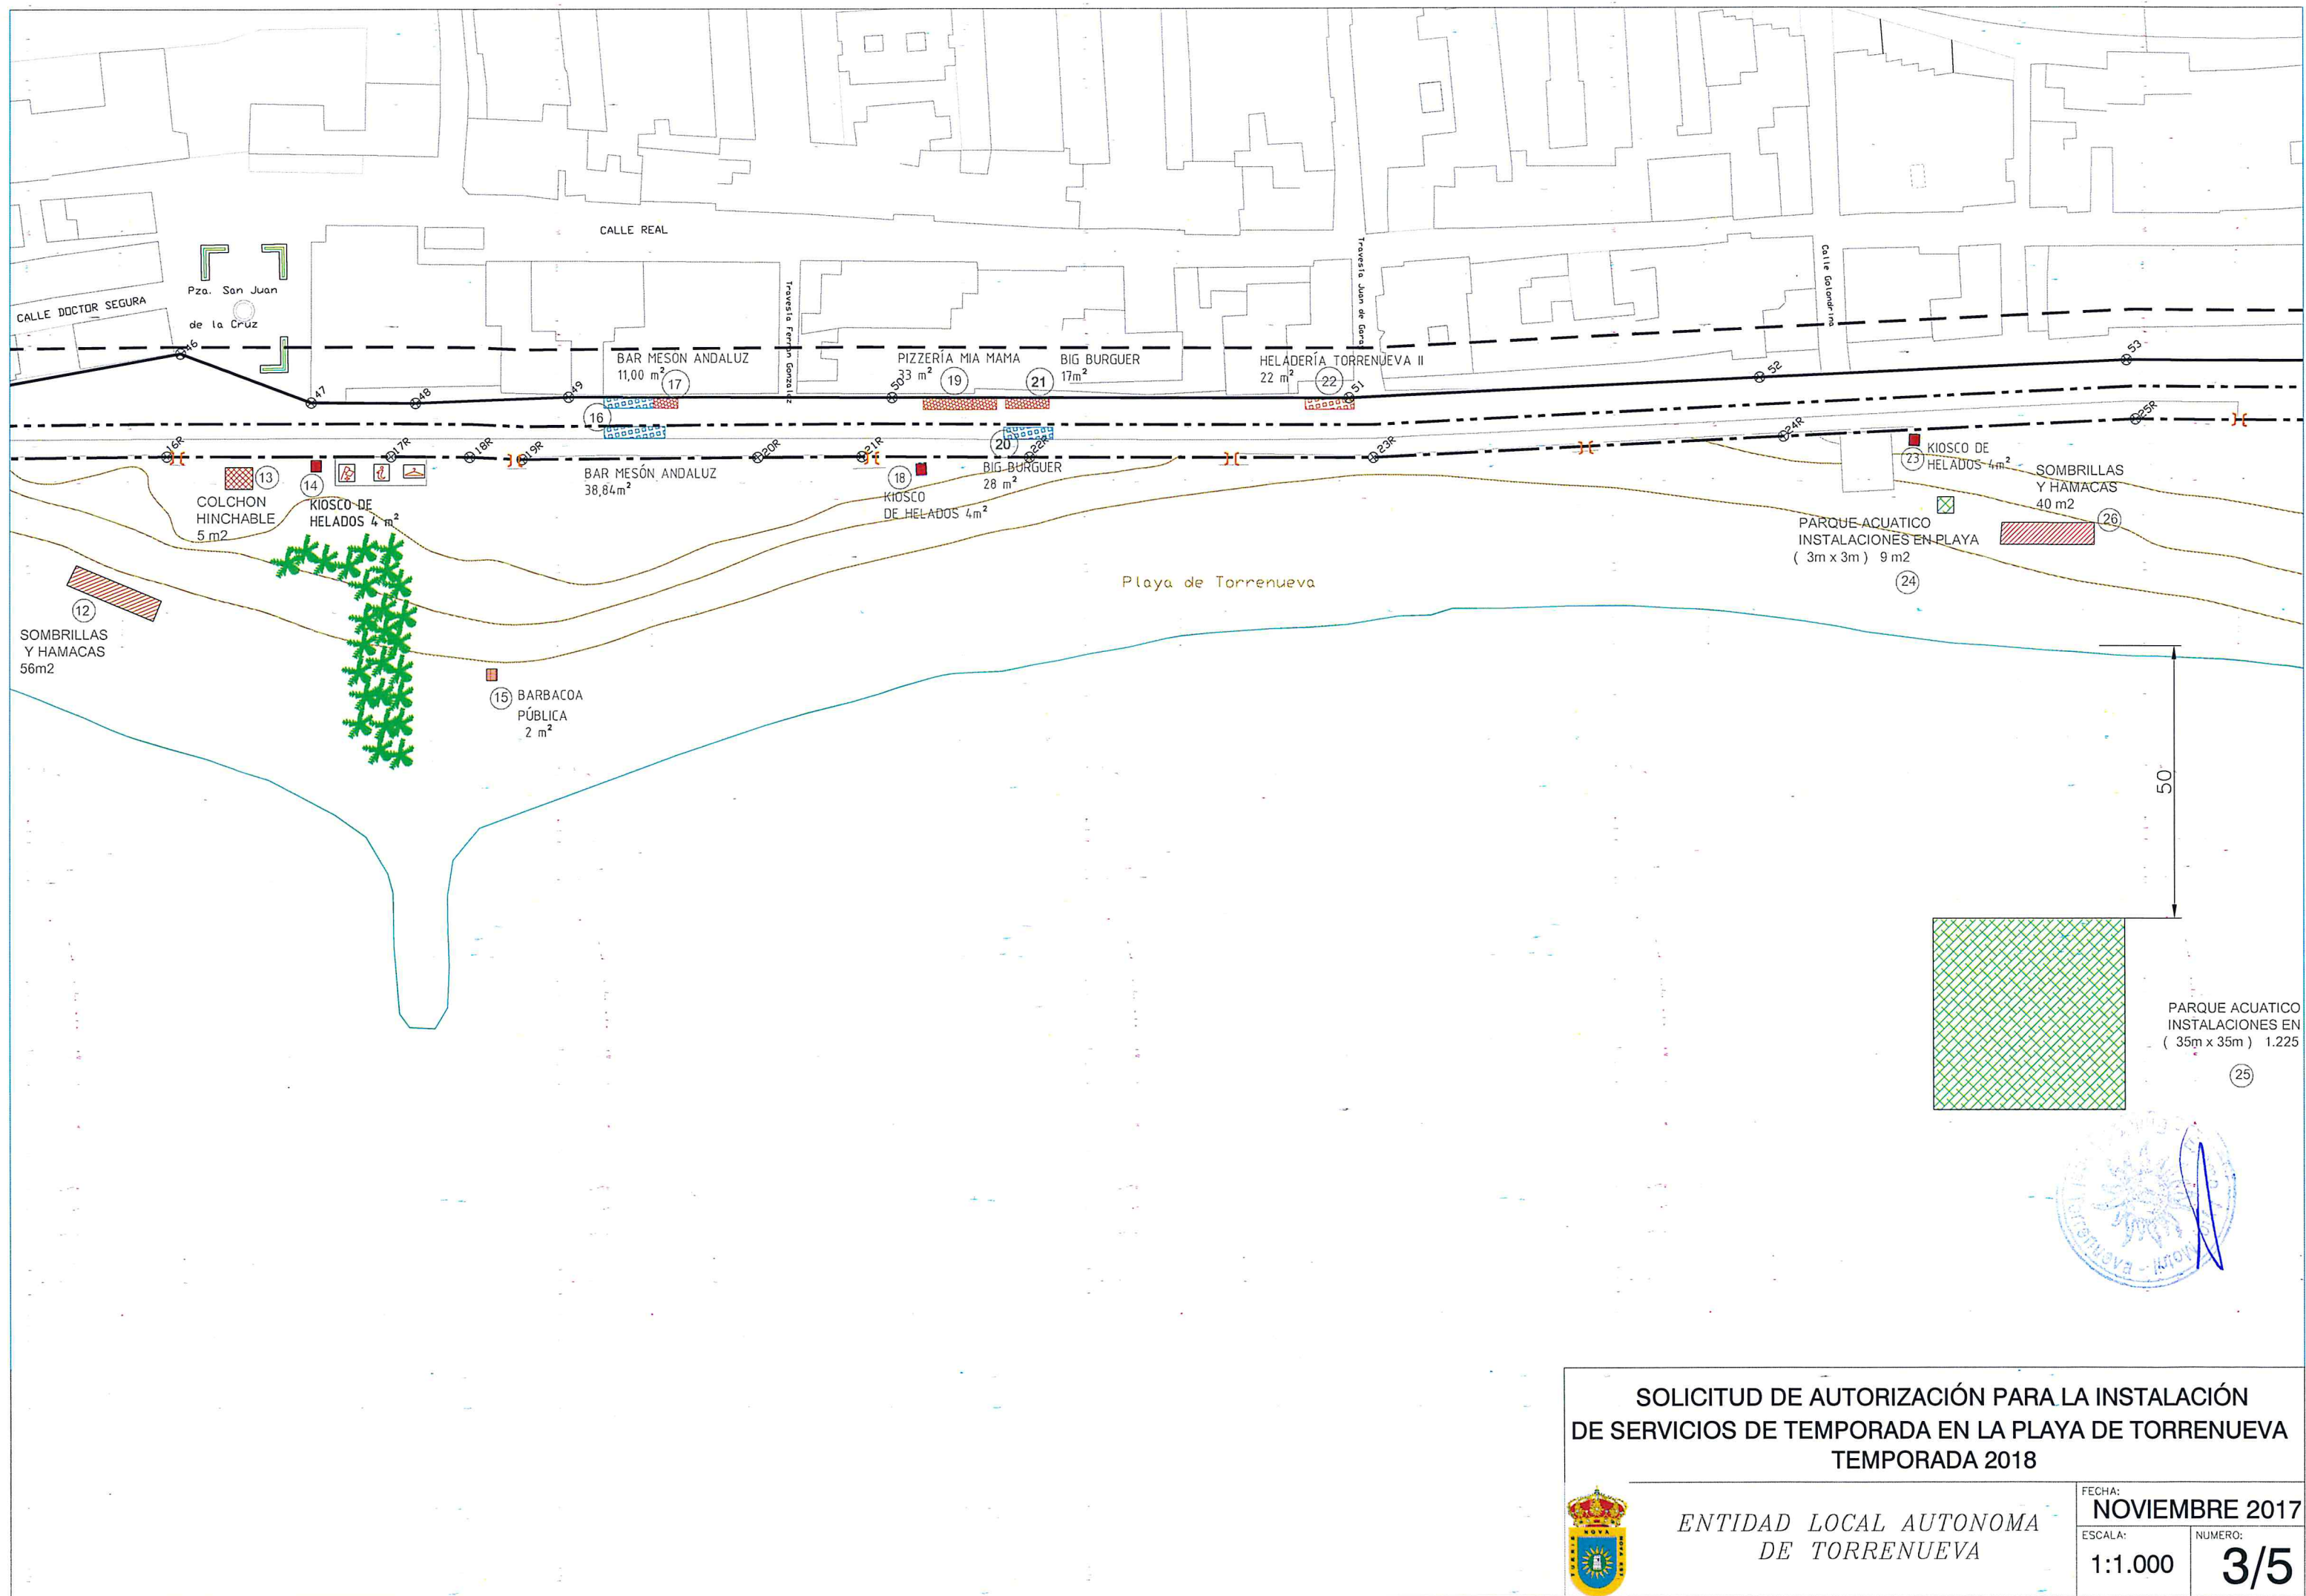 CALLE REAL
Pza. San Juan
de la Cruz
CALLE DOCTOR SEGURA
Travesía Ferrán González
Travesía Juan de Garay
Calle Golondrina
46
47
48
49
50
51
52
53
BAR MESÓN ANDALUZ
11,00 m²
17
PIZZERÍA MIA MAMA
33 m²
19
BIG BURGUER
17m²
21
HELADERÍA TORRENUEVA II
22 m²
22
16
20
16R
17R
18R
19R
20R
21R
22R
23R
24R
25R
13
COLCHON
HINCHABLE
5 m2
14
KIOSCO DE
HELADOS 4 m²
BAR MESÓN ANDALUZ
38,84m²
18
KIOSCO
DE HELADOS 4m²
BIG BURGUER
28 m²
23
KIOSCO DE
HELADOS 4m²
SOMBRILLAS
Y HAMACAS
40 m2
26
PARQUE ACUATICO
INSTALACIONES EN PLAYA
( 3m x 3m ) 9 m2
24
Playa de Torrenueva
12
SOMBRILLAS
Y HAMACAS
56m2
15
BARBACOA
PÚBLICA
2 m²
50
PARQUE ACUATICO
INSTALACIONES EN
( 35m x 35m ) 1.225
25
Torrenueva - Motril
SOLICITUD DE AUTORIZACIÓN PARA LA INSTALACIÓN
DE SERVICIOS DE TEMPORADA EN LA PLAYA DE TORRENUEVA
TEMPORADA 2018
ENTIDAD LOCAL AUTONOMA
DE TORRENUEVA
FECHA:
NOVIEMBRE 2017
ESCALA:
1:1.000
NUMERO:
3/5